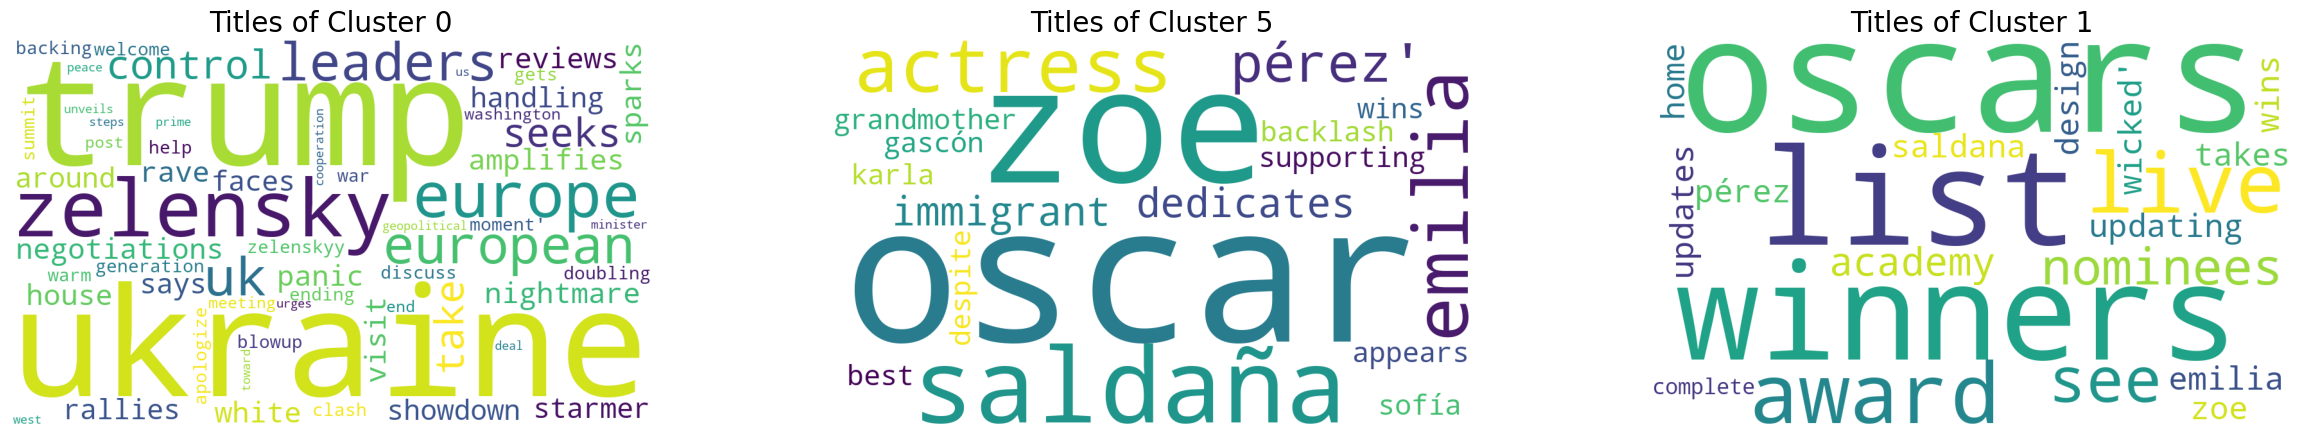 Titles of Cluster 0
backing welcome control leaders reviews
peace us gets sparks
trump handling
summit unveils cooperation washington
steps prime seeks
post help war amplifies
around rave faces europe
zelensky geopolitical moment' minister
negotiations zelenskyy european
warm generation uk panic discuss doubling
house says ending nightmare
meeting urges end take
ukraine visit
apologize blowup deal
toward
rallies white clash showdown starmer
west
Titles of Cluster 5
actress pérez'
zoe wins emilia
grandmother backlash
gascón supporting
karla
immigrant dedicates
oscar
despite
appears
best saldaña
sofía
Titles of Cluster 1
home oscars design wins
saldana wicked' takes
updates pérez list live
updating
academy nominees
winners
complete award see emilia
zoe